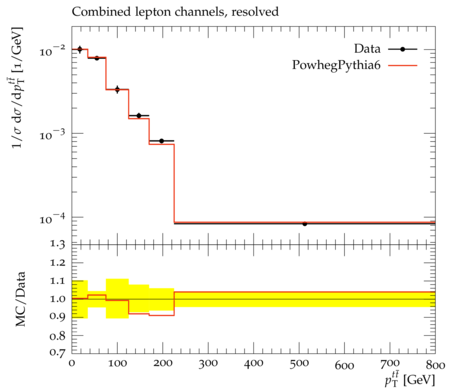 Combined lepton channels, resolved
1/σ dσ/dp_T^{tt̄} [1/GeV]
Data
PowhegPythia6
10^{−2}
10^{−3}
10^{−4}
MC/Data
1.3
1.2
1.1
1.0
0.9
0.8
0.7
0 100 200 300 400 500 600 700 800
p_T^{tt̄} [GeV]